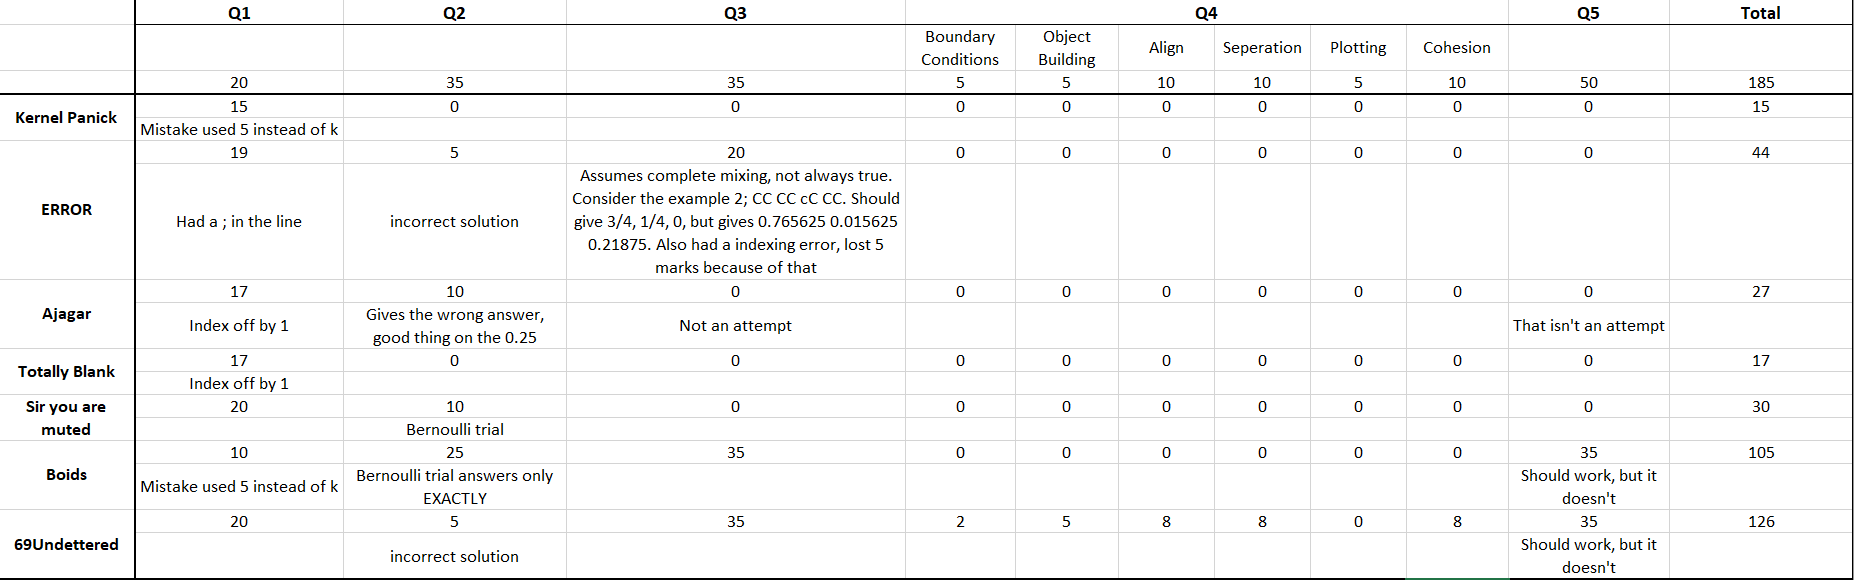 Q1 Q2 Q3 Q4 Q5 Total
Boundary Conditions Object Building Align Seperation Plotting Cohesion
20 35 35 5 5 10 10 5 10 50 185
Kernel Panick 15 0 0 0 0 0 0 0 0 0 15
Mistake used 5 instead of k
ERROR 19 5 20 0 0 0 0 0 0 0 44
Had a ; in the line
incorrect solution
Assumes complete mixing, not always true.
Consider the example 2; CC CC cC CC. Should
give 3/4, 1/4, 0, but gives 0.765625 0.015625
0.21875. Also had a indexing error, lost 5
marks because of that
Ajagar 17 10 0 0 0 0 0 0 0 0 27
Index off by 1
Gives the wrong answer,
good thing on the 0.25
Not an attempt
That isn't an attempt
Totally Blank 17 0 0 0 0 0 0 0 0 0 17
Index off by 1
Sir you are muted 20 10 0 0 0 0 0 0 0 0 30
Bernoulli trial
Boids 10 25 35 0 0 0 0 0 0 35 105
Mistake used 5 instead of k
Bernoulli trial answers only
EXACTLY
Should work, but it
doesn't
69Undettered 20 5 35 2 5 8 8 0 8 35 126
incorrect solution
Should work, but it
doesn't